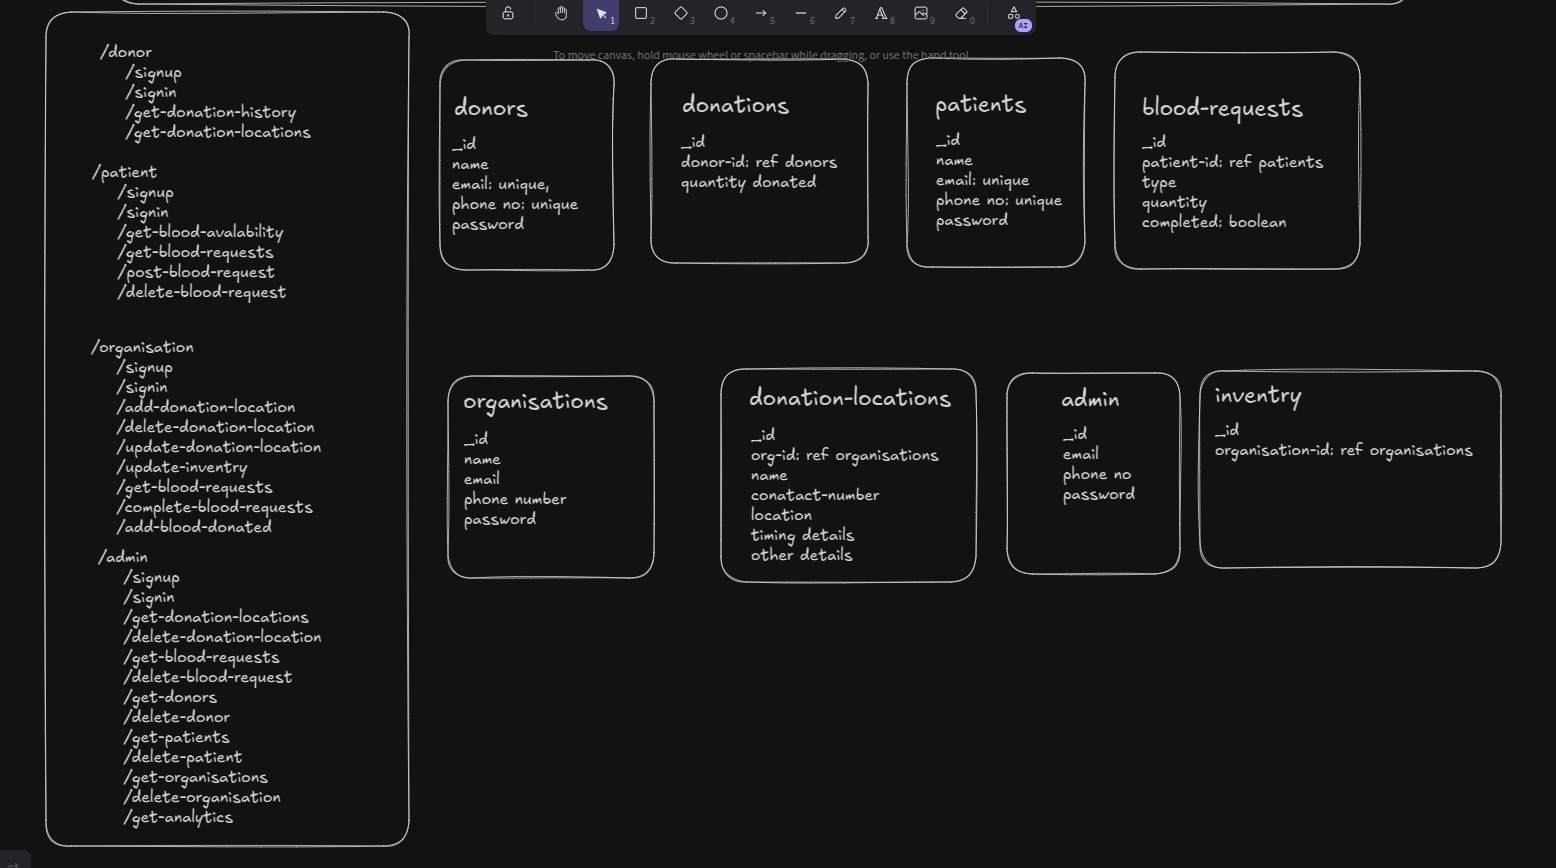 1
2
3
4
5
6
7
8
9
0
AI
To move canvas, hold mouse wheel or spacebar while dragging, or use the hand tool
/donor
/signup
/signin
/get-donation-history
/get-donation-locations
/patient
/signup
/signin
/get-blood-avalability
/get-blood-requests
/post-blood-request
/delete-blood-request
/organisation
/signup
/signin
/add-donation-location
/delete-donation-location
/update-donation-location
/update-inventry
/get-blood-requests
/complete-blood-requests
/add-blood-donated
/admin
/signup
/signin
/get-donation-locations
/delete-donation-location
/get-blood-requests
/delete-blood-request
/get-donors
/delete-donor
/get-patients
/delete-patient
/get-organisations
/delete-organisation
/get-analytics
donors
_id
name
email: unique,
phone no: unique
password
donations
_id
donor-id: ref donors
quantity donated
patients
_id
name
email: unique
phone no: unique
password
blood-requests
_id
patient-id: ref patients
type
quantity
completed: boolean
organisations
_id
name
email
phone number
password
donation-locations
_id
org-id: ref organisations
name
conatact-number
location
timing details
other details
admin
_id
email
phone no
password
inventry
_id
organisation-id: ref organisations